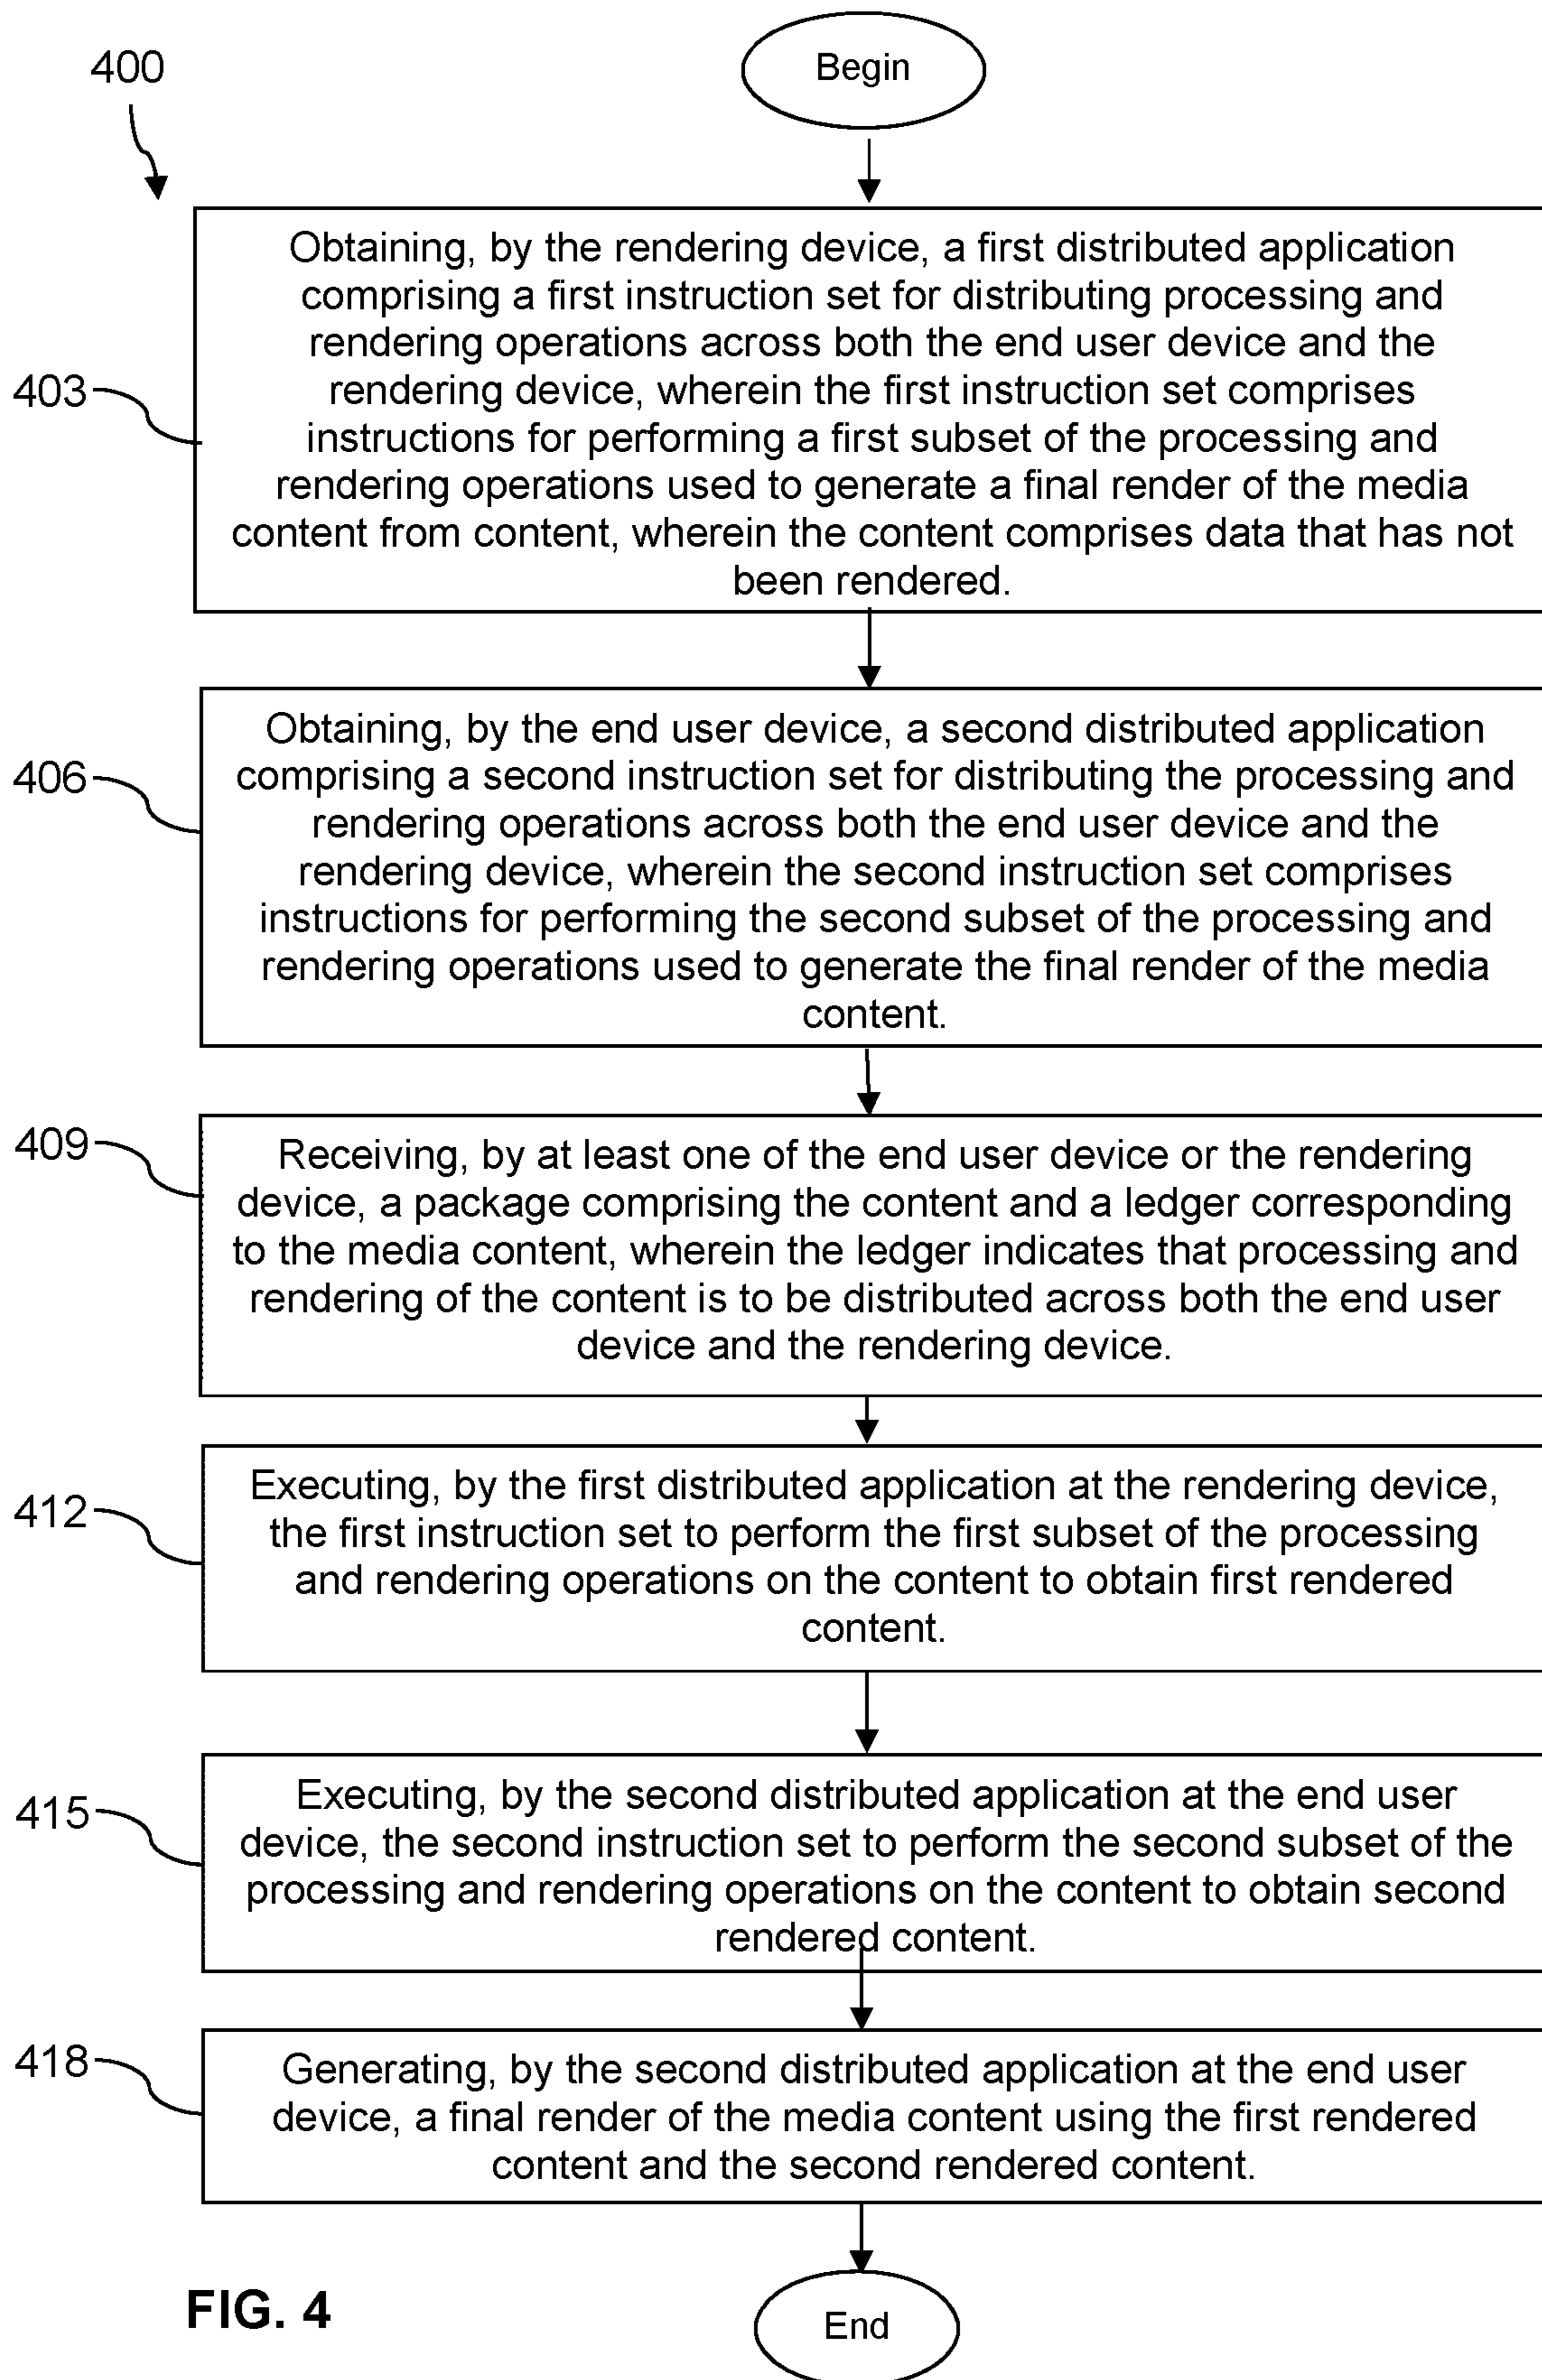 400
Begin
Obtaining, by the rendering device, a first distributed application
comprising a first instruction set for distributing processing and
rendering operations across both the end user device and the
rendering device, wherein the first instruction set comprises
instructions for performing a first subset of the processing and
rendering operations used to generate a final render of the media
content from content, wherein the content comprises data that has not
been rendered.
403
Obtaining, by the end user device, a second distributed application
comprising a second instruction set for distributing the processing and
rendering operations across both the end user device and the
rendering device, wherein the second instruction set comprises
instructions for performing the second subset of the processing and
rendering operations used to generate the final render of the media
content.
406
Receiving, by at least one of the end user device or the rendering
device, a package comprising the content and a ledger corresponding
to the media content, wherein the ledger indicates that processing and
rendering of the content is to be distributed across both the end user
device and the rendering device.
409
Executing, by the first distributed application at the rendering device,
the first instruction set to perform the first subset of the processing
and rendering operations on the content to obtain first rendered
content.
412
Executing, by the second distributed application at the end user
device, the second instruction set to perform the second subset of the
processing and rendering operations on the content to obtain second
rendered content.
415
Generating, by the second distributed application at the end user
device, a final render of the media content using the first rendered
content and the second rendered content.
418
End
FIG. 4